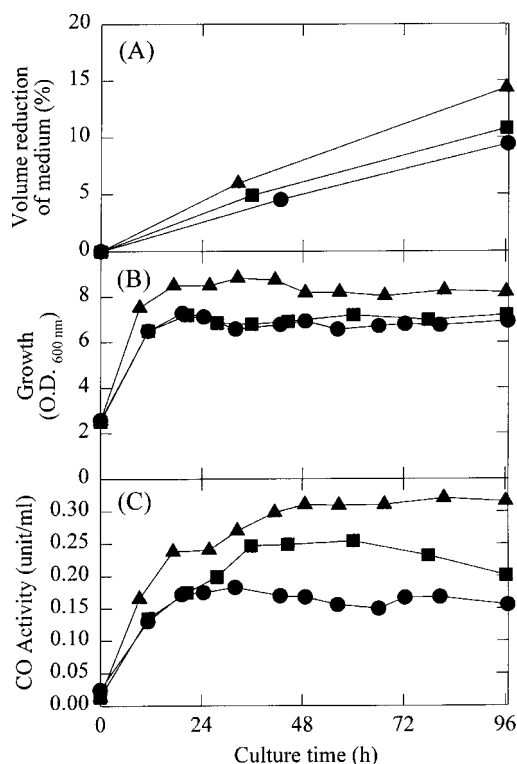 (A)
Volume reduction
of medium (%)
20
15
10
5
0
(B)
Growth
(O.D. 600 nm)
8
6
4
2
0
(C)
CO Activity (unit/ml)
0.30
0.25
0.20
0.15
0.10
0.05
0.00
0 24 48 72 96
Culture time (h)